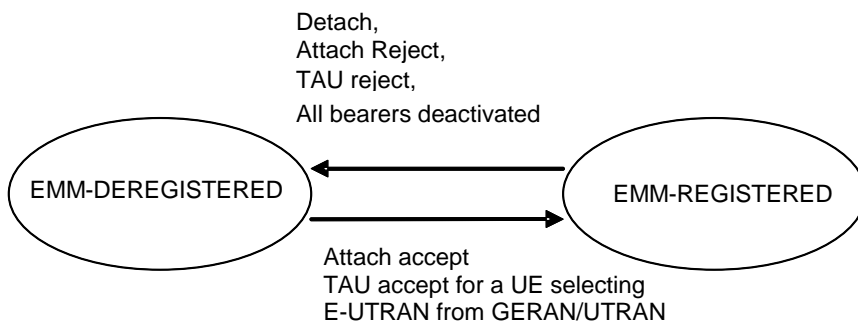 Detach,
Attach Reject,
TAU reject,
All bearers deactivated
EMM-DEREGISTERED
EMM-REGISTERED
Attach accept
TAU accept for a UE selecting
E-UTRAN from GERAN/UTRAN